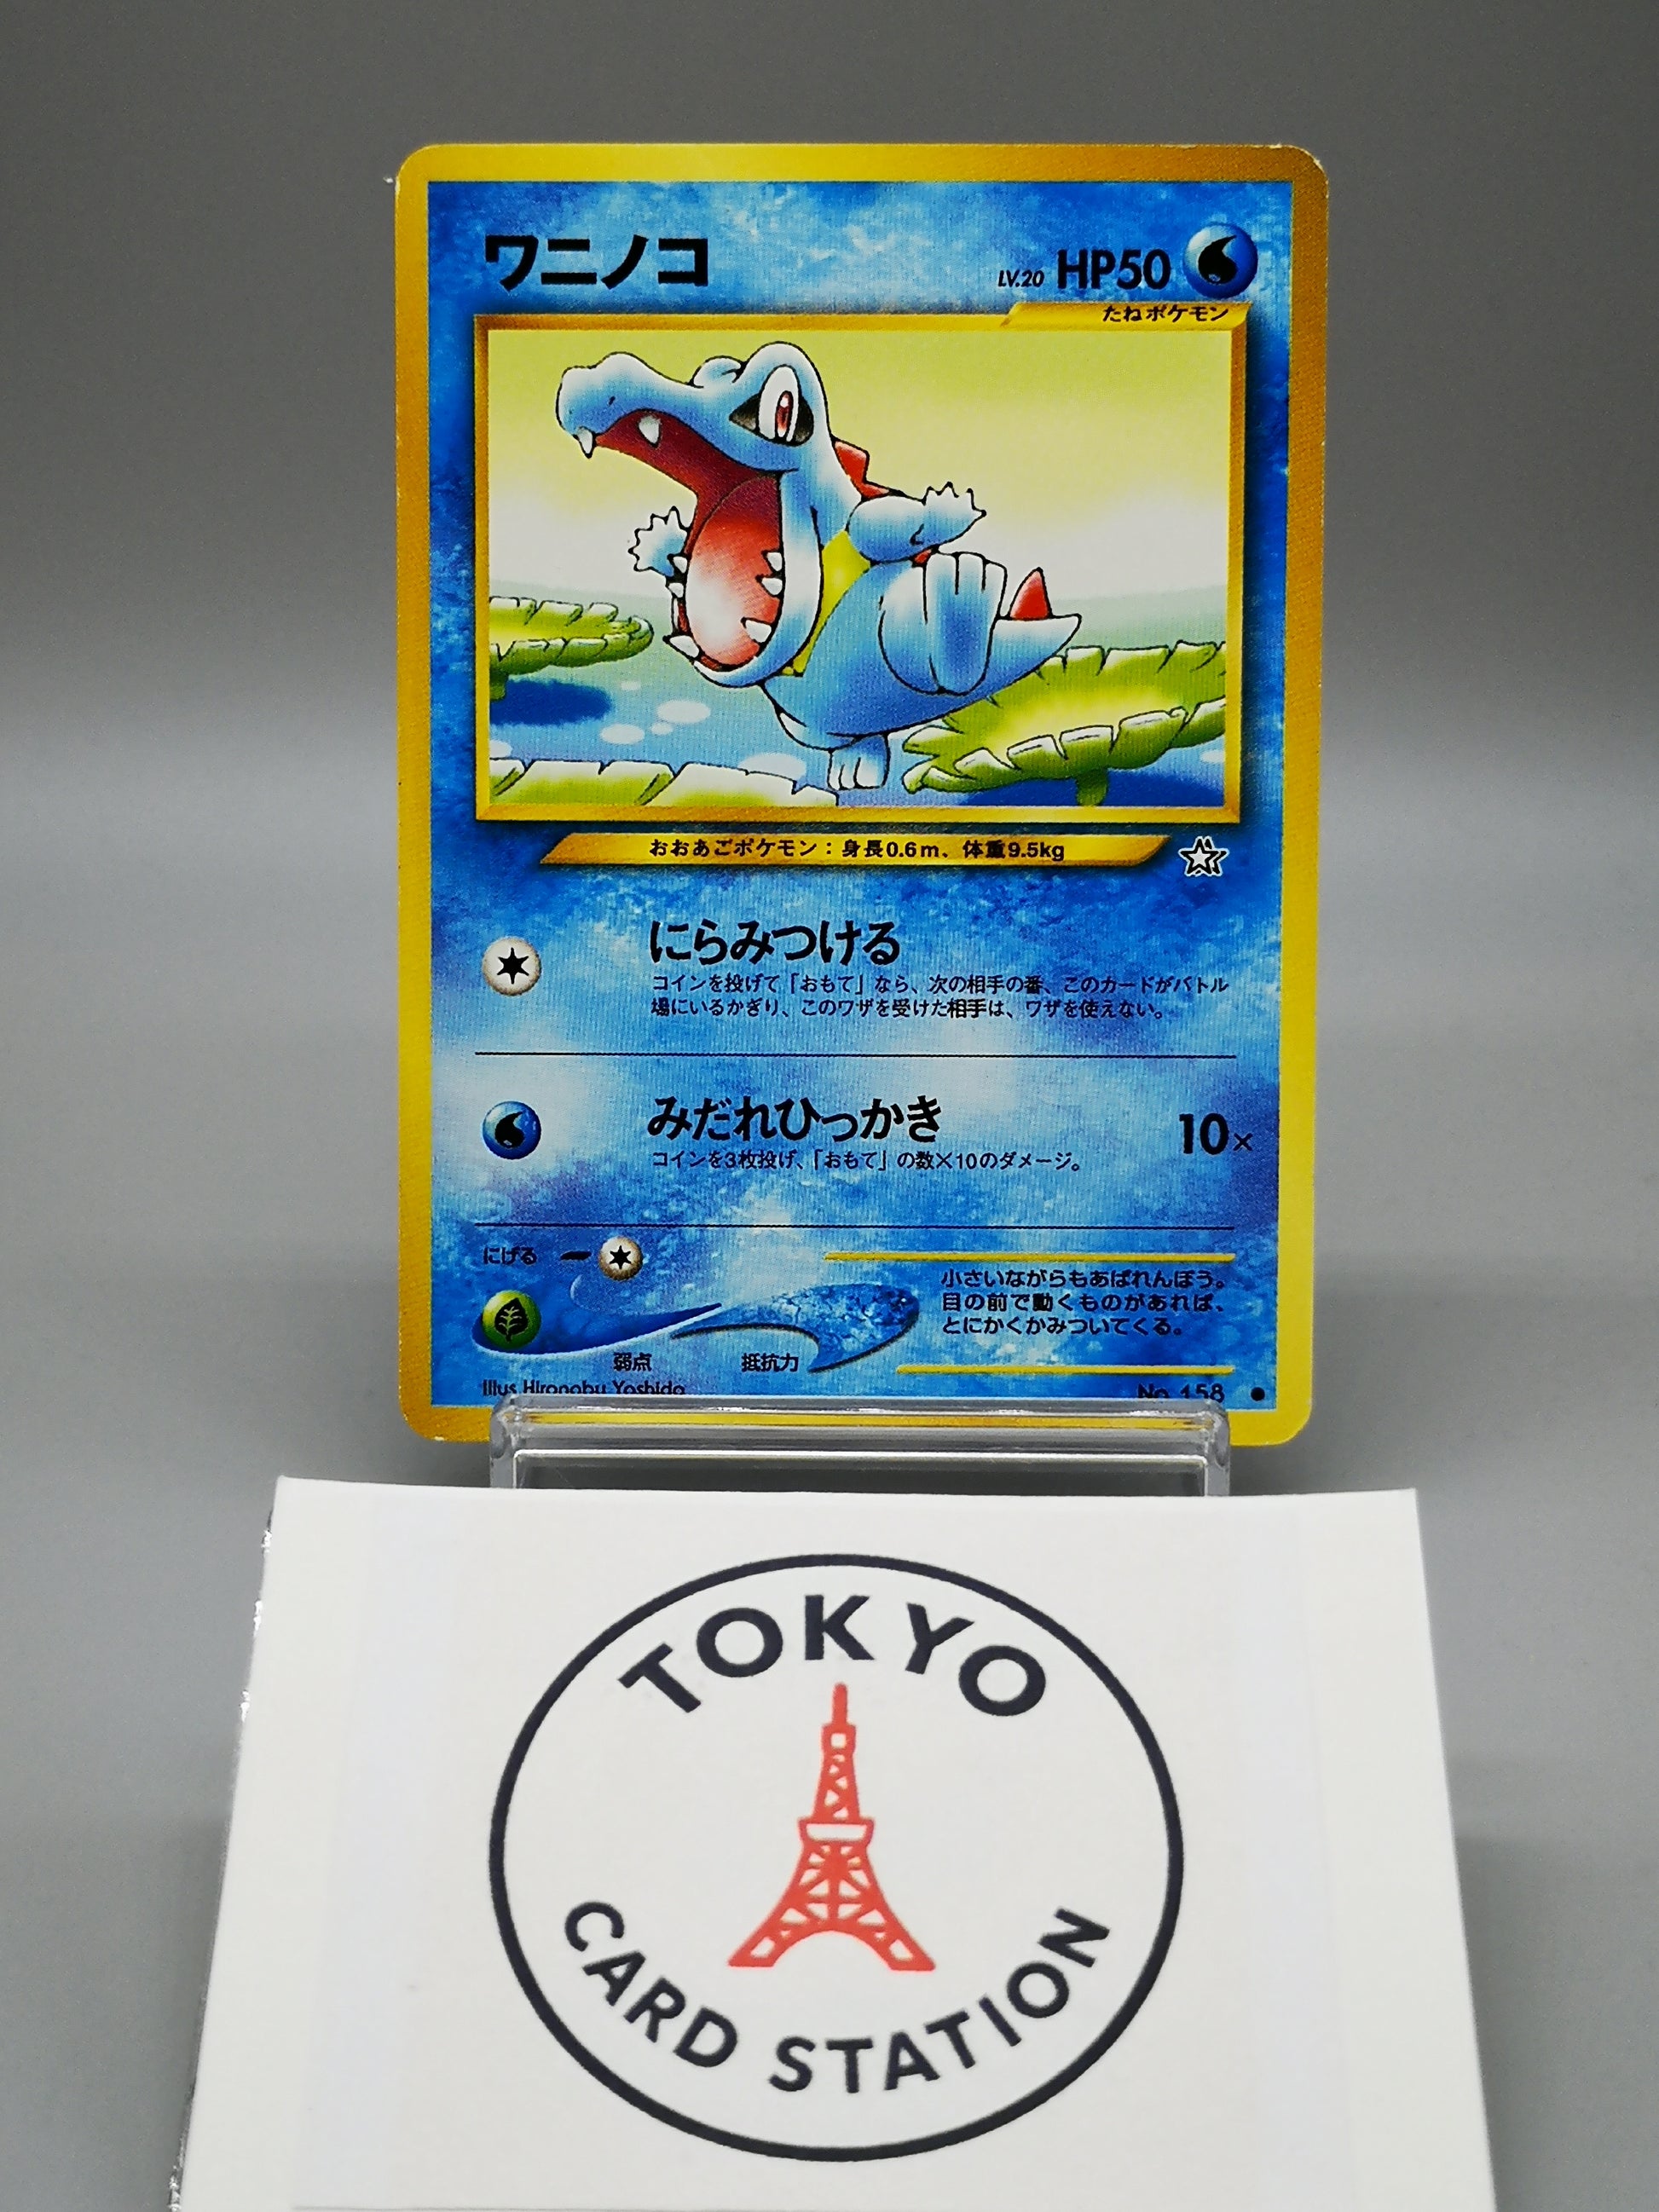 ワニノコ
LV.20 HP50
たねポケモン
おおあごポケモン：身長0.6m、体重9.5kg
にらみつける
コインを投げて「おもて」なら、次の相手の番、このカードがバトル
場にいるかぎり、このワザを受けた相手は、ワザを使えない。
みだれひっかき
10×
コインを3枚投げ、「おもて」の数×10のダメージ。
にげる
小さいながらもあばれんぼう。
目の前で動くものがあれば、
とにかくかみついてくる。
弱点
抵抗力
Illus Hironobu Yoshida
No. 158
TOKYO
CARD STATION